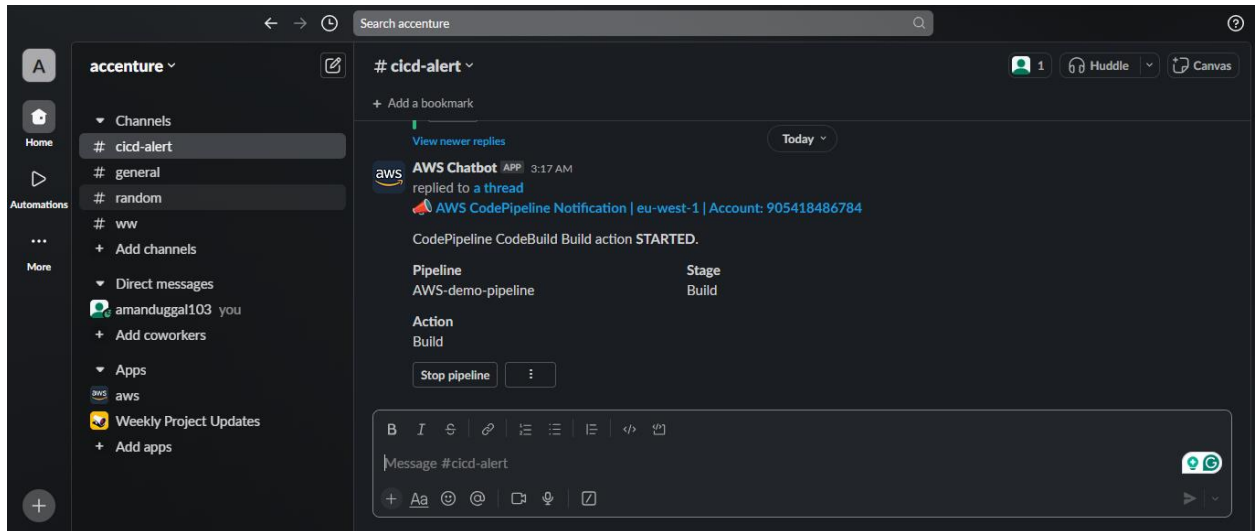 Search accenture
A
accenture
Home
Automations
More
Channels
# cicd-alert
# general
# random
# ww
+ Add channels
Direct messages
amanduggal103 you
+ Add coworkers
Apps
aws aws
Weekly Project Updates
+ Add apps
# cicd-alert
1
Huddle
Canvas
+ Add a bookmark
View newer replies
Today
aws
AWS Chatbot APP 3:17 AM
replied to a thread
AWS CodePipeline Notification | eu-west-1 | Account: 905418486784
CodePipeline CodeBuild Build action STARTED.
Pipeline Stage
AWS-demo-pipeline Build
Action
Build
Stop pipeline
B I S
Message #cicd-alert
+ Aa @